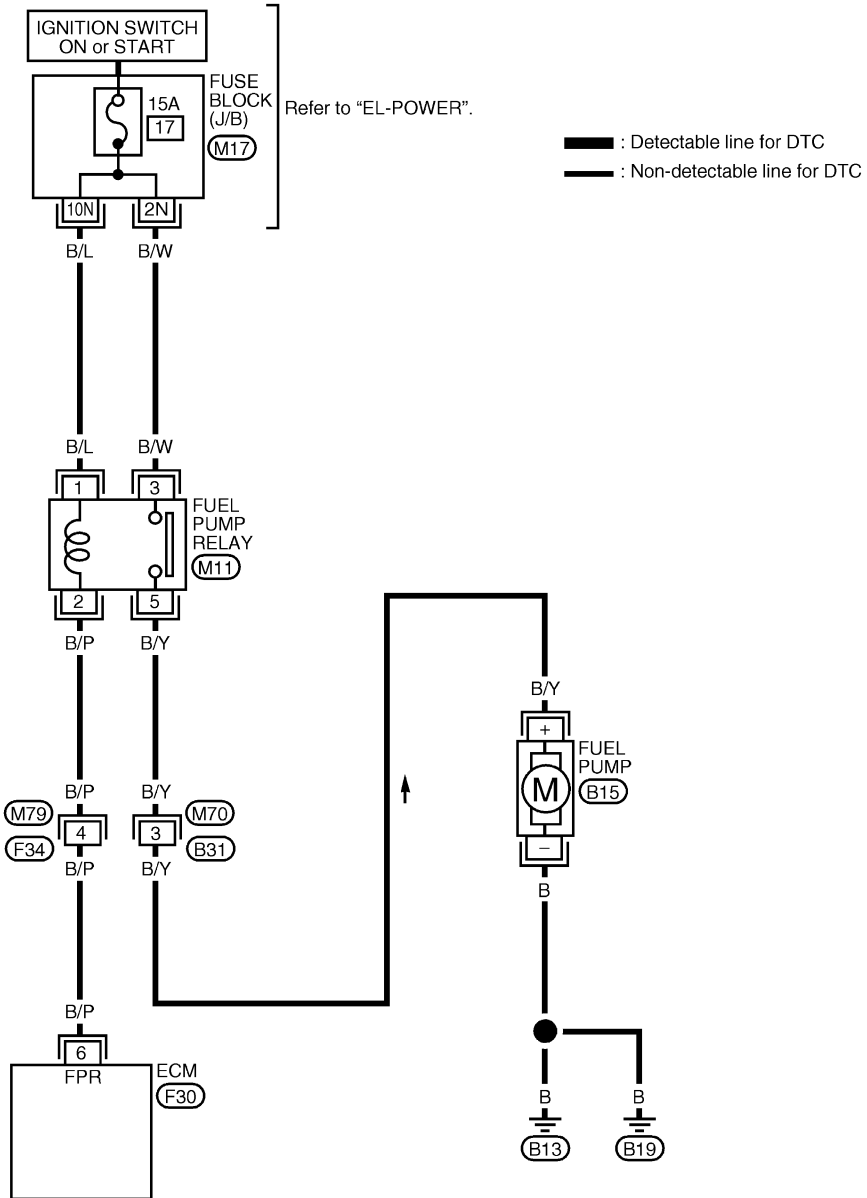 IGNITION SWITCH
ON or START
FUSE
BLOCK
(J/B)
M17
15A
17
Refer to “EL-POWER”.
: Detectable line for DTC
: Non-detectable line for DTC
10N
2N
B/L
B/W
B/L
B/W
1
3
FUEL
PUMP
RELAY
M11
2
5
B/P
B/Y
B/Y
+
FUEL
PUMP
B15
M
−
B/P
B/Y
M79
4
F34
M70
3
B31
B/P
B/Y
B
B/P
6
FPR
ECM
F30
B
B
B13
B19